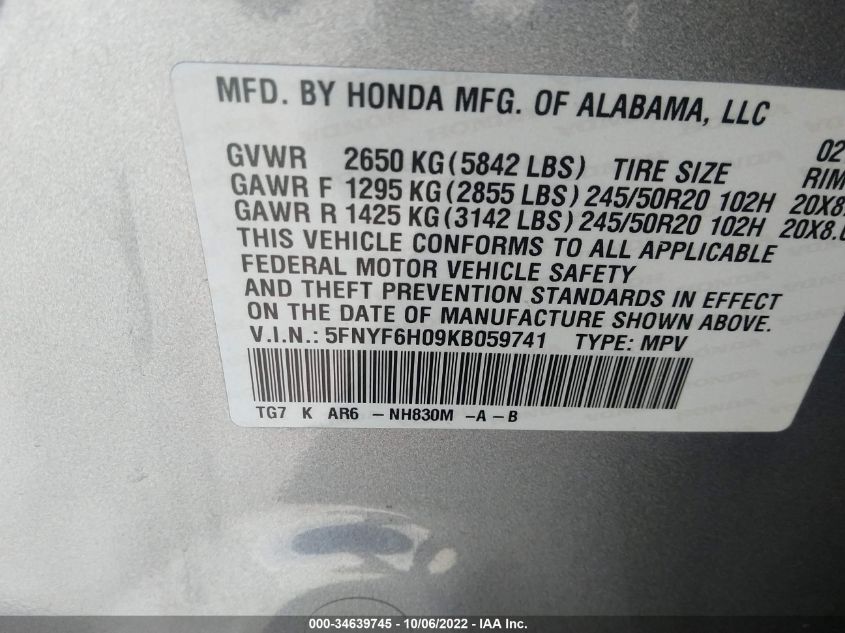 MFD. BY HONDA MFG. OF ALABAMA, LLC 02
GVWR 2650 KG (5842 LBS) TIRE SIZE RIM
GAWR F 1295 KG (2855 LBS) 245/50R20 102H 20X8.
GAWR R 1425 KG (3142 LBS) 245/50R20 102H 20X8.0
THIS VEHICLE CONFORMS TO ALL APPLICABLE
FEDERAL MOTOR VEHICLE SAFETY
AND THEFT PREVENTION STANDARDS IN EFFECT
ON THE DATE OF MANUFACTURE SHOWN ABOVE.
V.I.N.: 5FNYF6H09KB059741 TYPE: MPV
TG7 K AR6 – NH830M – A – B
000-34639745 - 10/06/2022 - IAA Inc.